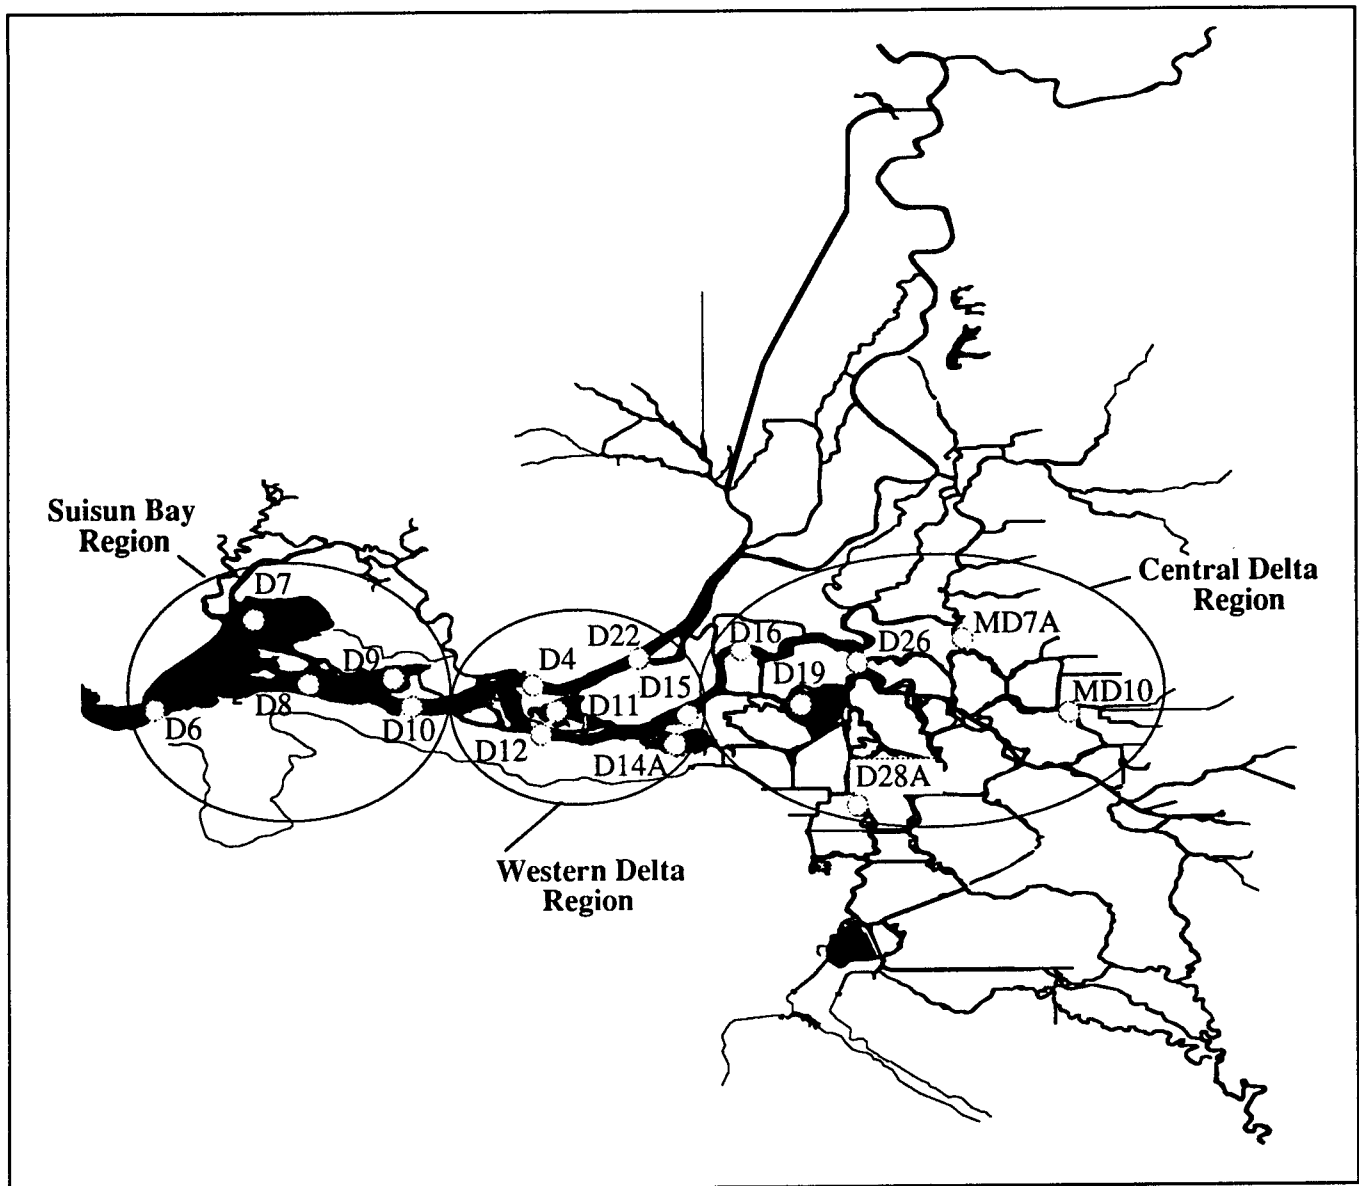 Suisun Bay
Region
D7
Central Delta
Region
D22
D16
D26
MD7A
D9
D4
D15
D19
D8
D11
MD10
D6
D10
D12
D14A
D28A
Western Delta
Region